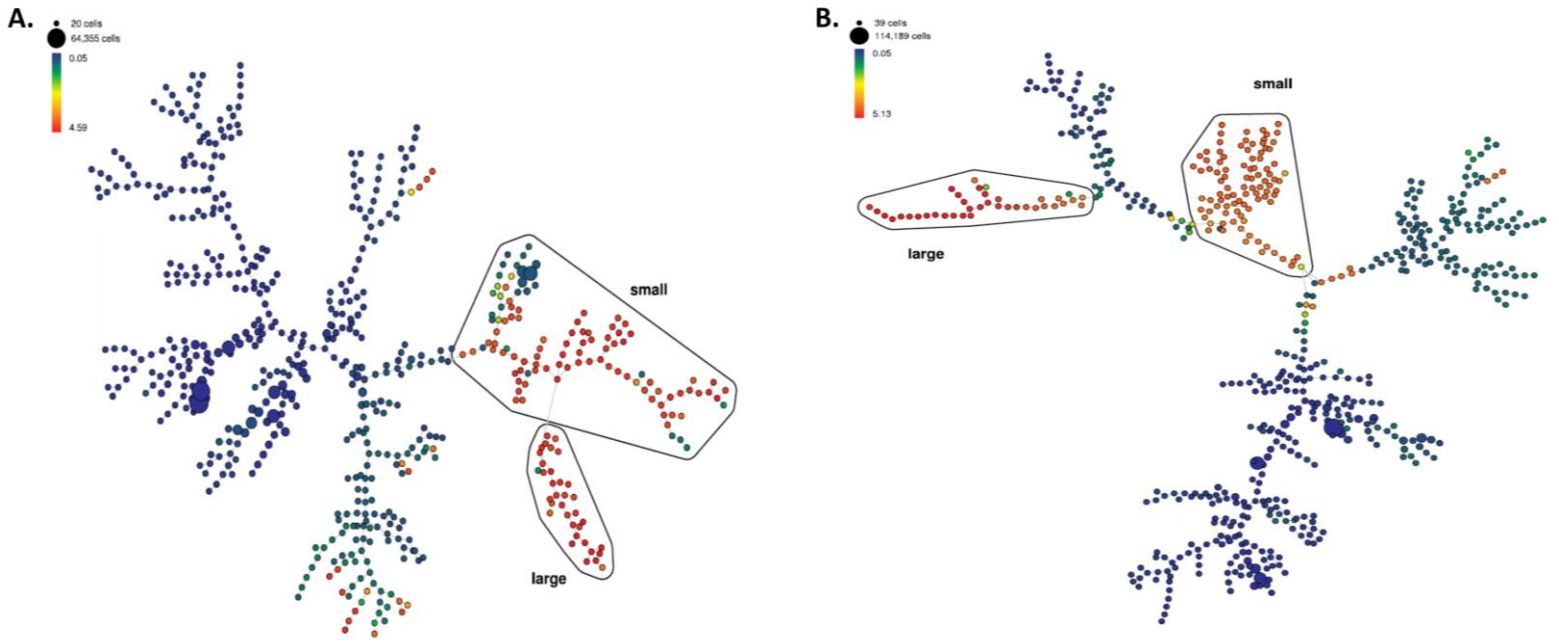 A.
20 cells
64,355 cells
0.05
4.59
small
large
B.
39 cells
114,189 cells
0.05
5.13
small
large